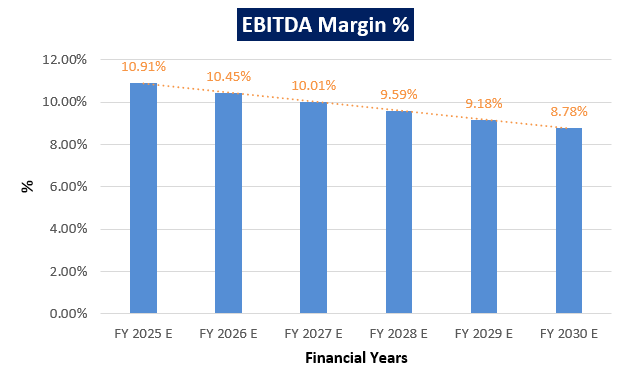 EBITDA Margin %
12.00%
10.00%
8.00%
6.00%
4.00%
2.00%
0.00%
%
10.91%
10.45%
10.01%
9.59%
9.18%
8.78%
FY 2025 E
FY 2026 E
FY 2027 E
FY 2028 E
FY 2029 E
FY 2030 E
Financial Years